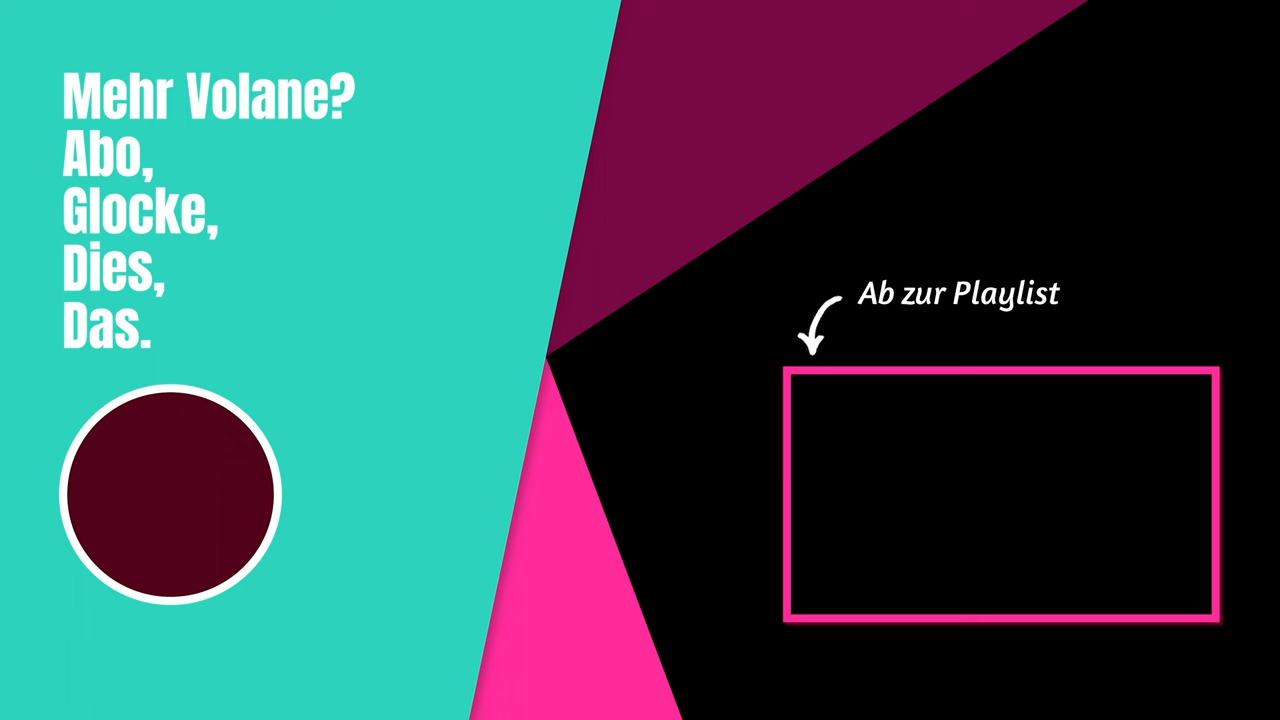 Mehr Volane?
Abo,
Glocke,
Dies,
Das.
Ab zur Playlist